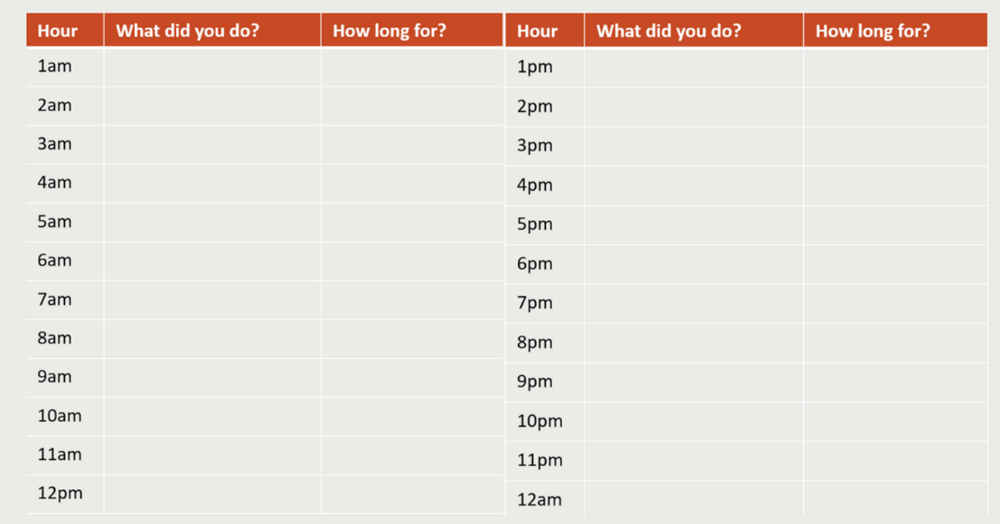 Hour What did you do? How long for? Hour What did you do? How long for?
1am 1pm
2am 2pm
3am 3pm
4am 4pm
5am 5pm
6am 6pm
7am 7pm
8am 8pm
9am 9pm
10am 10pm
11am 11pm
12pm 12am